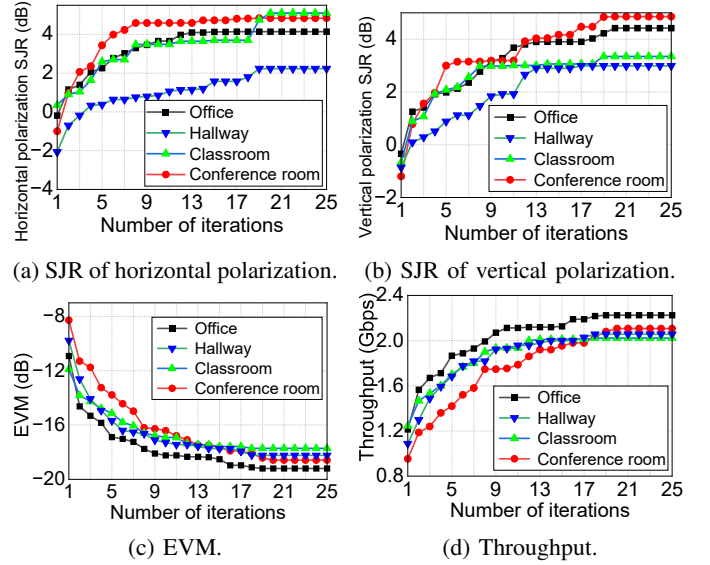 Horizontal polarization SJR (dB)
4
2
0
−2
−4
Office
Hallway
Classroom
Conference room
1 5 9 13 17 21 25
Number of iterations
(a) SJR of horizontal polarization.
Vertical polarization SJR (dB)
4
2
0
−2
Office
Hallway
Classroom
Conference room
1 5 9 13 17 21 25
Number of iterations
(b) SJR of vertical polarization.
EVM (dB)
−8
−12
−16
−20
Office
Hallway
Classroom
Conference room
1 5 9 13 17 21 25
Number of iterations
(c) EVM.
Throughput (Gbps)
2.4
2.0
1.6
1.2
0.8
Office
Hallway
Classroom
Conference room
1 5 9 13 17 21 25
Number of iterations
(d) Throughput.